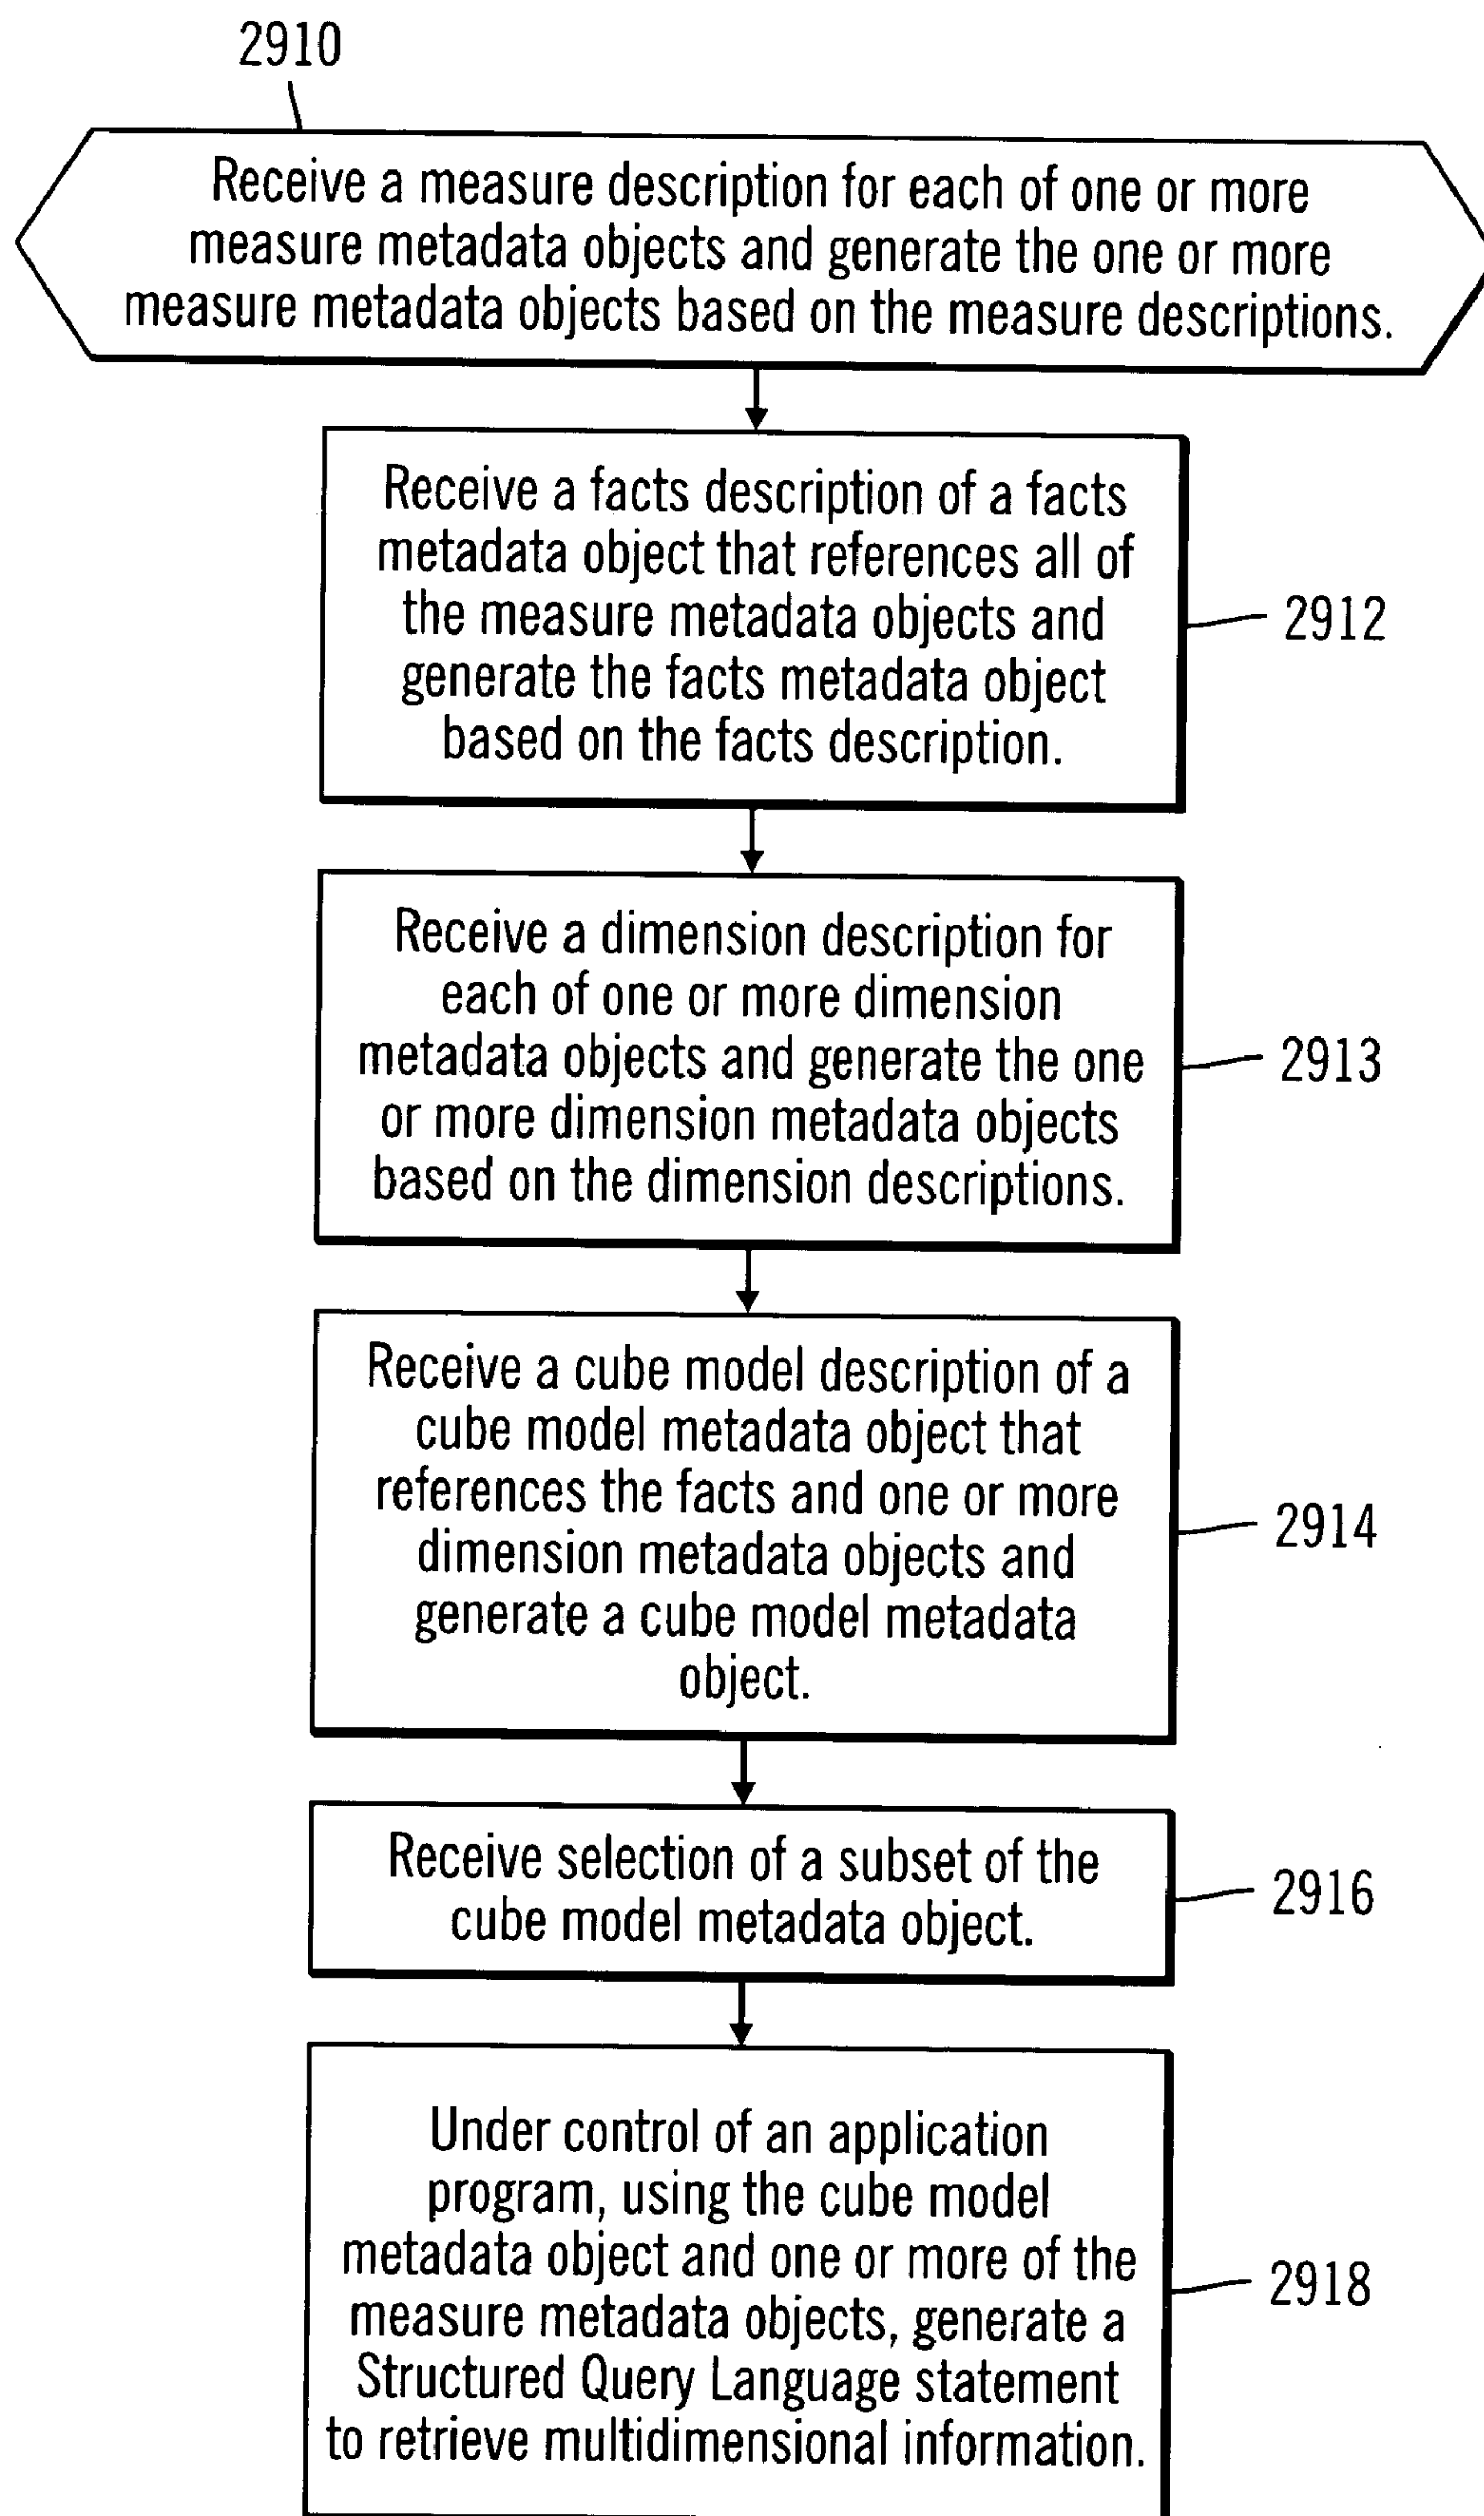 2910
Receive a measure description for each of one or more
measure metadata objects and generate the one or more
measure metadata objects based on the measure descriptions.
Receive a facts description of a facts
metadata object that references all of
the measure metadata objects and
generate the facts metadata object
based on the facts description.
2912
Receive a dimension description for
each of one or more dimension
metadata objects and generate the one
or more dimension metadata objects
based on the dimension descriptions.
2913
Receive a cube model description of a
cube model metadata object that
references the facts and one or more
dimension metadata objects and
generate a cube model metadata
object.
2914
Receive selection of a subset of the
cube model metadata object.
2916
Under control of an application
program, using the cube model
metadata object and one or more of the
measure metadata objects, generate a
Structured Query Language statement
to retrieve multidimensional information.
2918